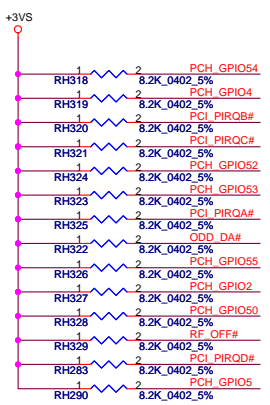 +3VS
1 2 PCH_GPIO54
RH318 8.2K_0402_5%
1 2 PCH_GPIO4
RH319 8.2K_0402_5%
1 2 PCI_PIRQB#
RH320 8.2K_0402_5%
1 2 PCI_PIRQC#
RH321 8.2K_0402_5%
1 2 PCH_GPIO52
RH324 8.2K_0402_5%
1 2 PCH_GPIO53
RH323 8.2K_0402_5%
1 2 PCI_PIRQA#
RH325 8.2K_0402_5%
1 2 ODD_DA#
RH322 8.2K_0402_5%
1 2 PCH_GPIO55
RH326 8.2K_0402_5%
1 2 PCH_GPIO2
RH327 8.2K_0402_5%
1 2 PCH_GPIO50
RH328 8.2K_0402_5%
1 2 RF_OFF#
RH329 8.2K_0402_5%
1 2 PCI_PIRQD#
RH283 8.2K_0402_5%
1 2 PCH_GPIO5
RH290 8.2K_0402_5%